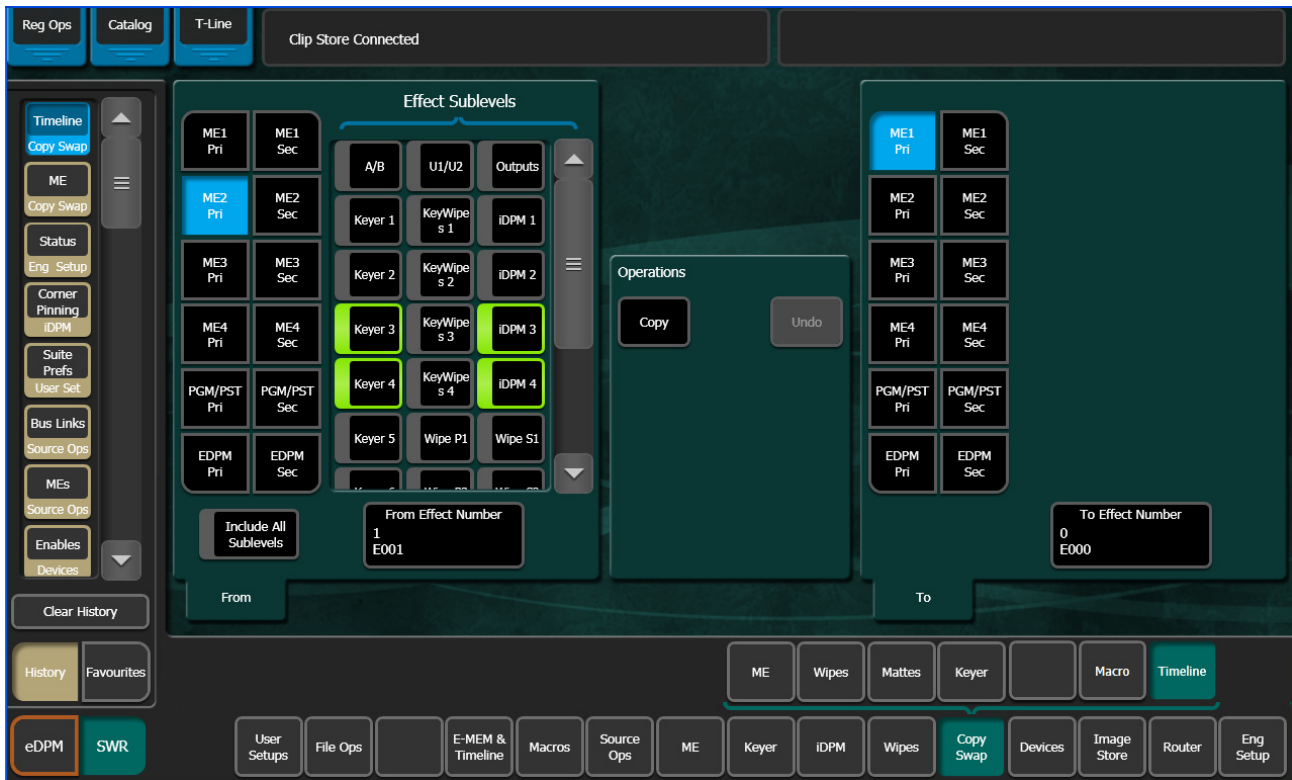 Reg Ops
Catalog
T-Line
Clip Store Connected
Timeline
Copy Swap
ME
Copy Swap
Status
Eng Setup
Corner
Pinning
iDPM
Suite
Prefs
User Set
Bus Links
Source Ops
MEs
Source Ops
Enables
Devices
Clear History
History
Favourites
eDPM
SWR
Effect Sublevels
ME1
Pri
ME1
Sec
ME2
Pri
ME2
Sec
ME3
Pri
ME3
Sec
ME4
Pri
ME4
Sec
PGM/PST
Pri
PGM/PST
Sec
EDPM
Pri
EDPM
Sec
A/B
U1/U2
Outputs
Keyer 1
KeyWipe
s 1
iDPM 1
Keyer 2
KeyWipe
s 2
iDPM 2
Keyer 3
KeyWipe
s 3
iDPM 3
Keyer 4
KeyWipe
s 4
iDPM 4
Keyer 5
Wipe P1
Wipe S1
Include All
Sublevels
From Effect Number
1
E001
From
Operations
Copy
Undo
ME1
Pri
ME1
Sec
ME2
Pri
ME2
Sec
ME3
Pri
ME3
Sec
ME4
Pri
ME4
Sec
PGM/PST
Pri
PGM/PST
Sec
EDPM
Pri
EDPM
Sec
To Effect Number
0
E000
To
ME
Wipes
Mattes
Keyer
Macro
Timeline
User
Setups
File Ops
E-MEM &
Timeline
Macros
Source
Ops
ME
Keyer
iDPM
Wipes
Copy
Swap
Devices
Image
Store
Router
Eng
Setup